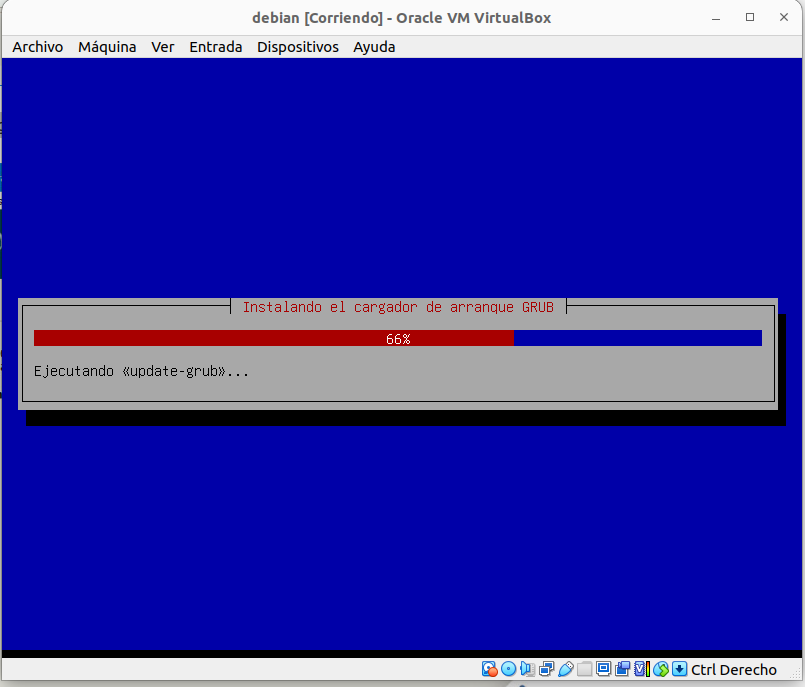 debian [Corriendo] - Oracle VM VirtualBox
Archivo Máquina Ver Entrada Dispositivos Ayuda
Instalando el cargador de arranque GRUB
66%
Ejecutando «update-grub»...
Ctrl Derecho